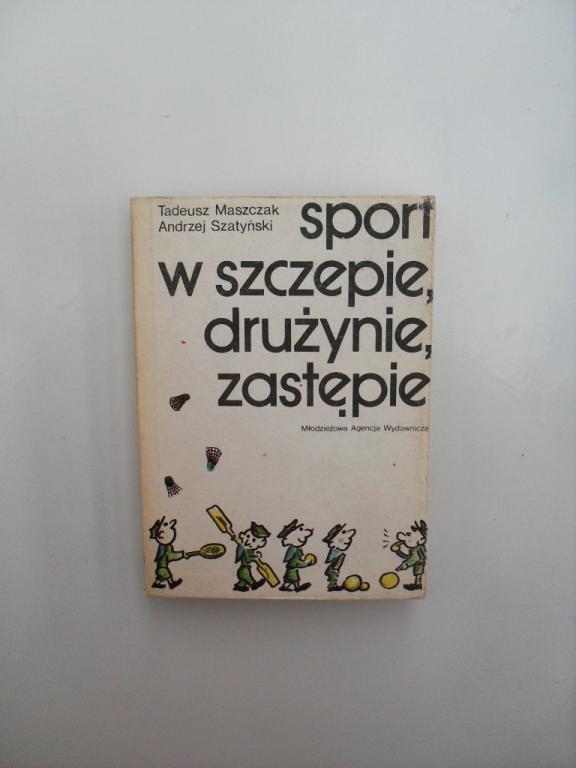 Tadeusz Maszczak
Andrzej Szatyński
sport
w szczepie,
drużynie,
zastępie
Młodzieżowa Agencja Wydawnicza